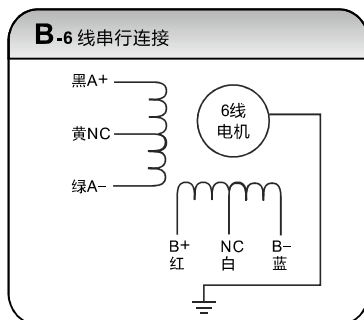 B-6 线串行连接
黑A+
黄NC
绿A-
6线
电机
B+ NC B-
红 白 蓝